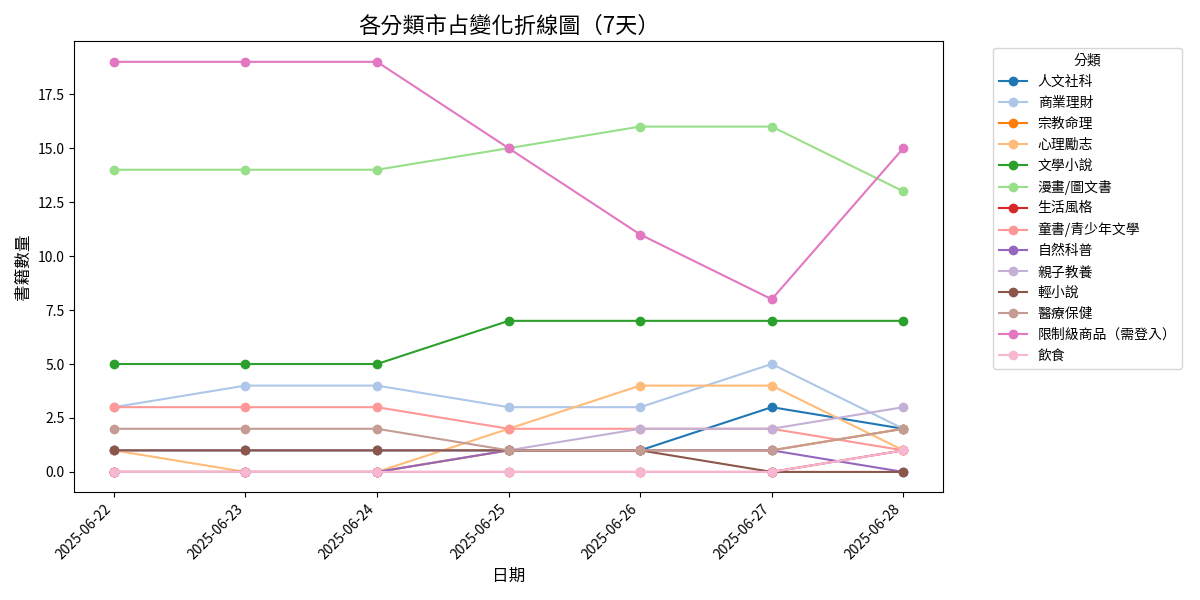 各分類市占變化折線圖（7天）
書籍數量
17.5
15.0
12.5
10.0
7.5
5.0
2.5
0.0
2025-06-22
2025-06-23
2025-06-24
2025-06-25
2025-06-26
2025-06-27
2025-06-28
日期
分類
人文社科
商業理財
宗教命理
心理勵志
文學小說
漫畫/圖文書
生活風格
童書/青少年文學
自然科普
親子教養
輕小說
醫療保健
限制級商品（需登入）
飲食